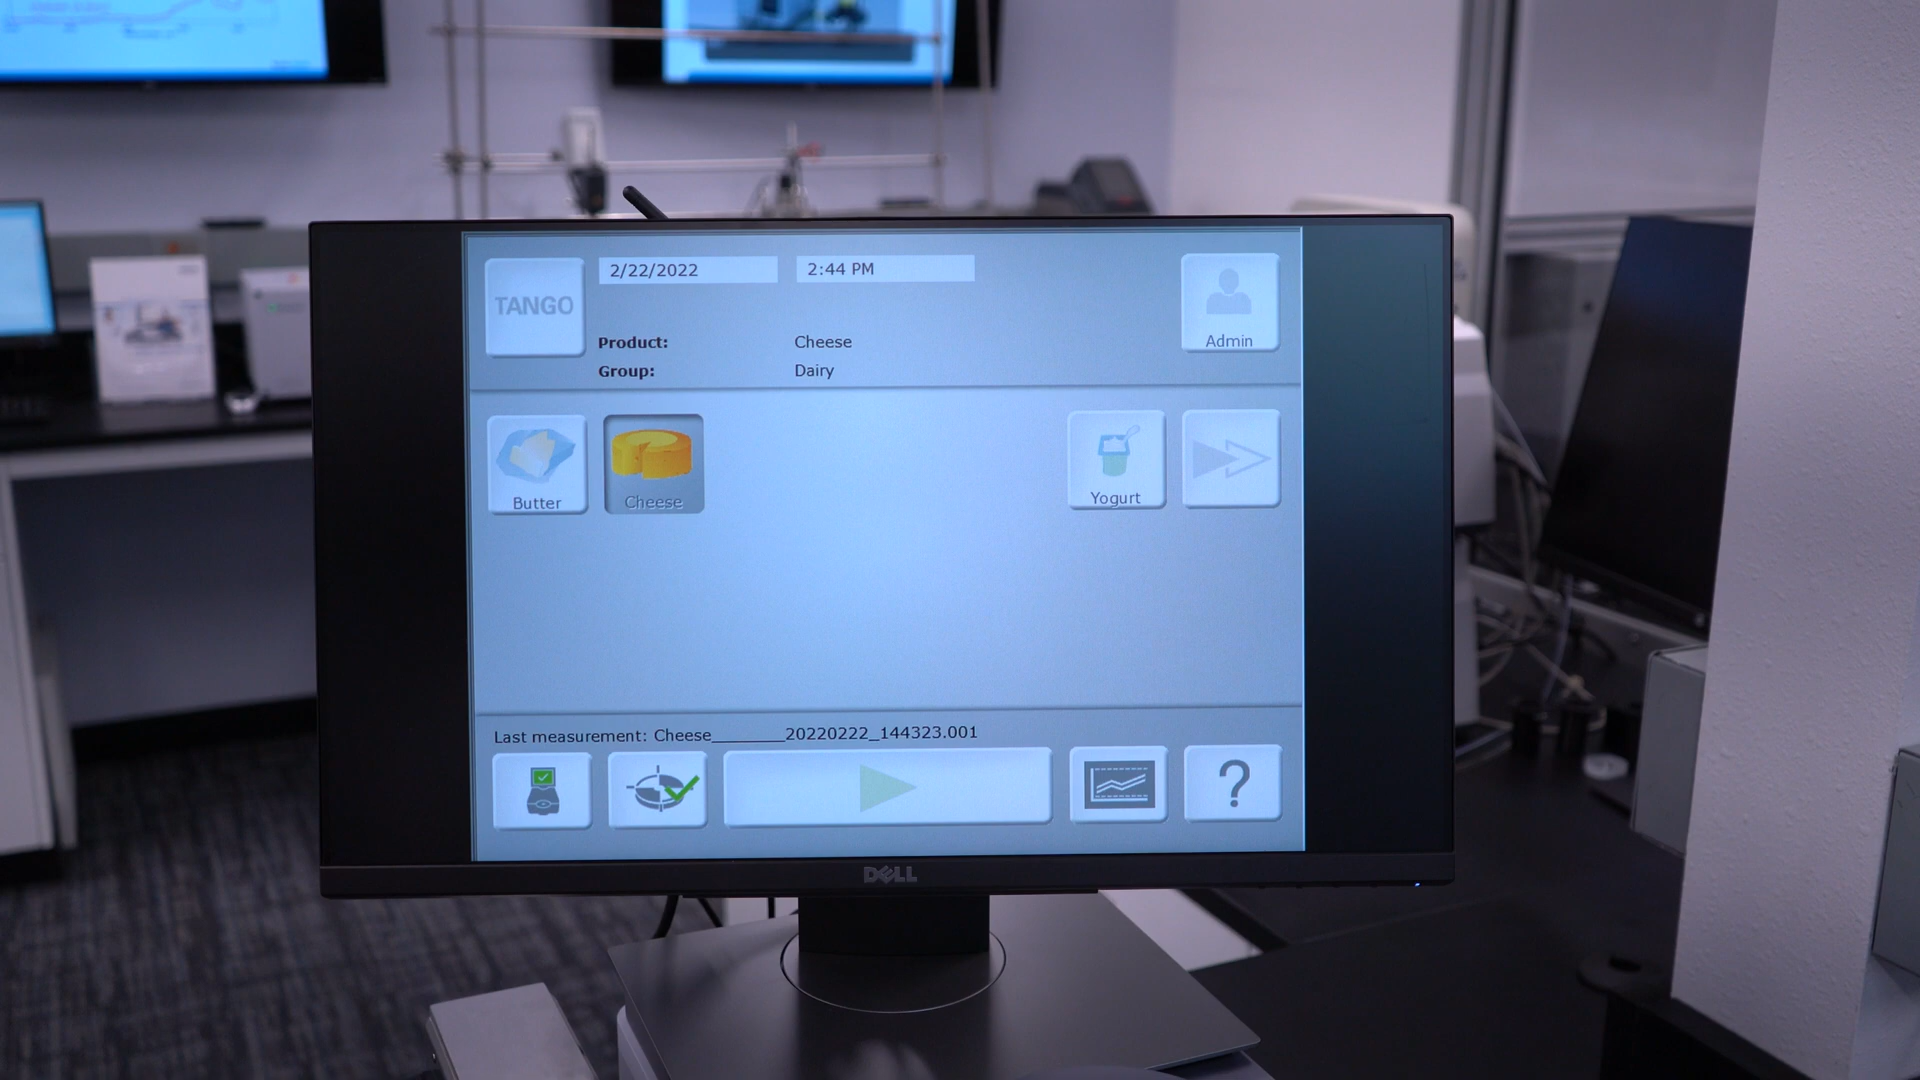 2/22/2022
2:44 PM
TANGO
Product: Cheese
Group: Dairy
Admin
Butter
Cheese
Yogurt
Last measurement: Cheese_______20220222_144323.001
?
DELL